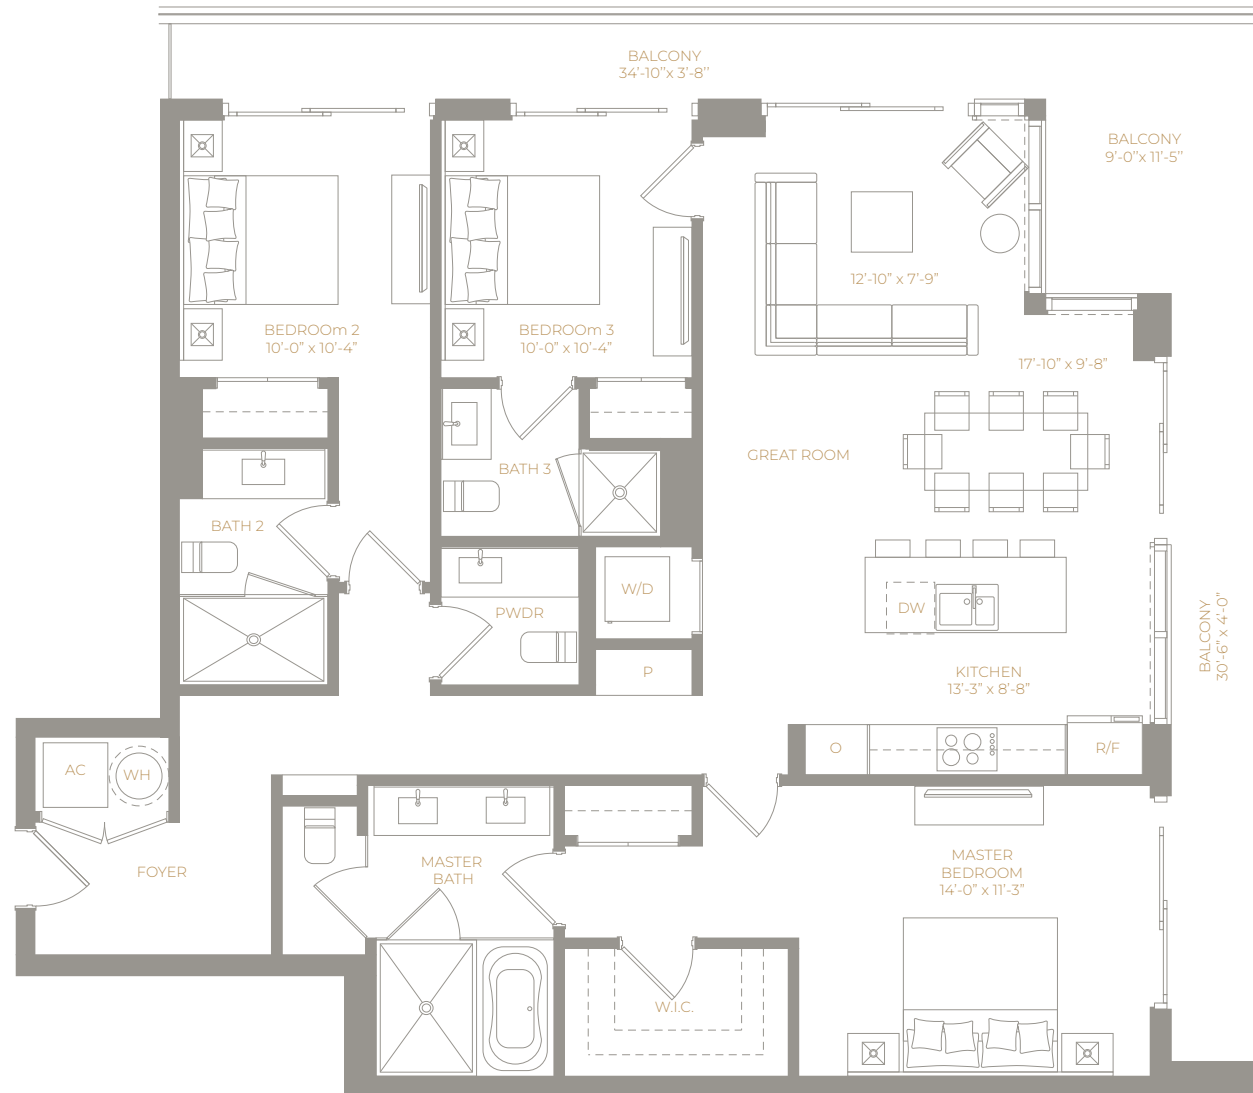 BALCONY
34'-10"x 3'-8"
BALCONY
9'-0"x 11'-5"
12'-10" x 7'-9"
BEDROOm 2
10'-0" x 10'-4"
BEDROOm 3
10'-0" x 10'-4"
17'-10" x 9'-8"
GREAT ROOM
BATH 3
BATH 2
W/D
PWDR
DW
BALCONY
30'-6" x 4'-0"
P
KITCHEN
13'-3" x 8'-8"
O
R/F
AC
WH
FOYER
MASTER
BATH
MASTER
BEDROOM
14'-0" x 11'-3"
W.I.C.